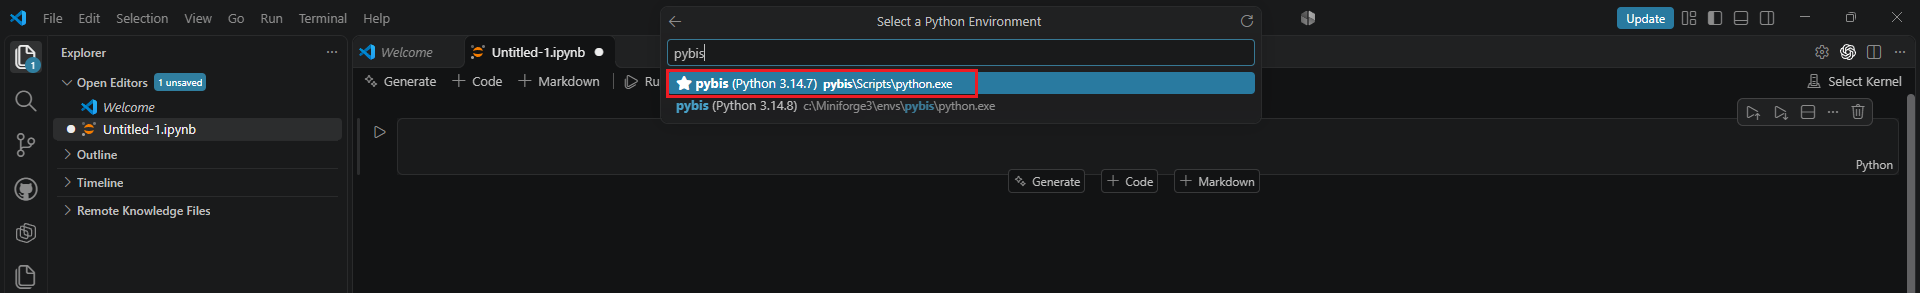 File Edit Selection View Go Run Terminal Help
Select a Python Environment
Update
Explorer
Welcome
Untitled-1.ipynb
pybis
1
Open Editors 1 unsaved
Generate
Code
Markdown
Ru
pybis (Python 3.14.7) pybis\Scripts\python.exe
Select Kernel
Welcome
pybis (Python 3.14.8) c:\Miniforge3\envs\pybis\python.exe
Untitled-1.ipynb
Outline
Python
Timeline
Generate
Code
Markdown
Remote Knowledge Files